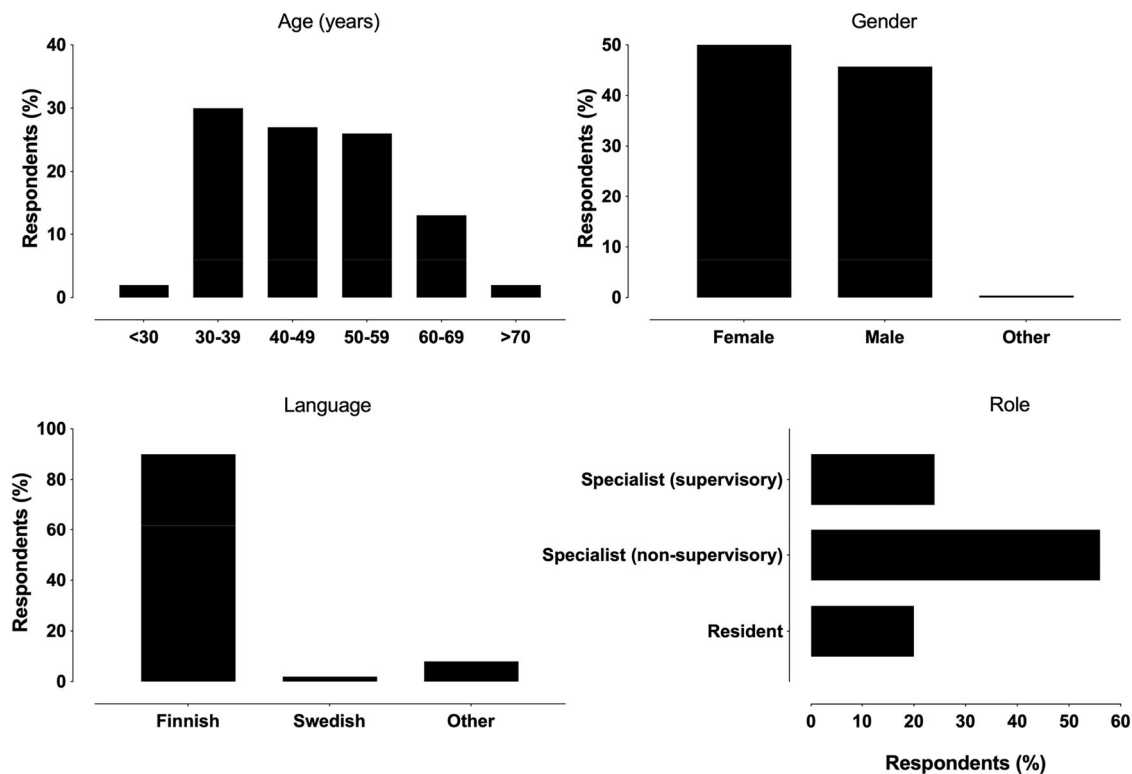 Age (years)
Respondents (%)
40
30
20
10
0
<30 30-39 40-49 50-59 60-69 >70
Gender
Respondents (%)
50
40
30
20
10
0
Female Male Other
Language
Respondents (%)
100
80
60
40
20
0
Finnish Swedish Other
Role
Specialist (supervisory)
Specialist (non-supervisory)
Resident
0 20 30 40 50 60
Respondents (%)